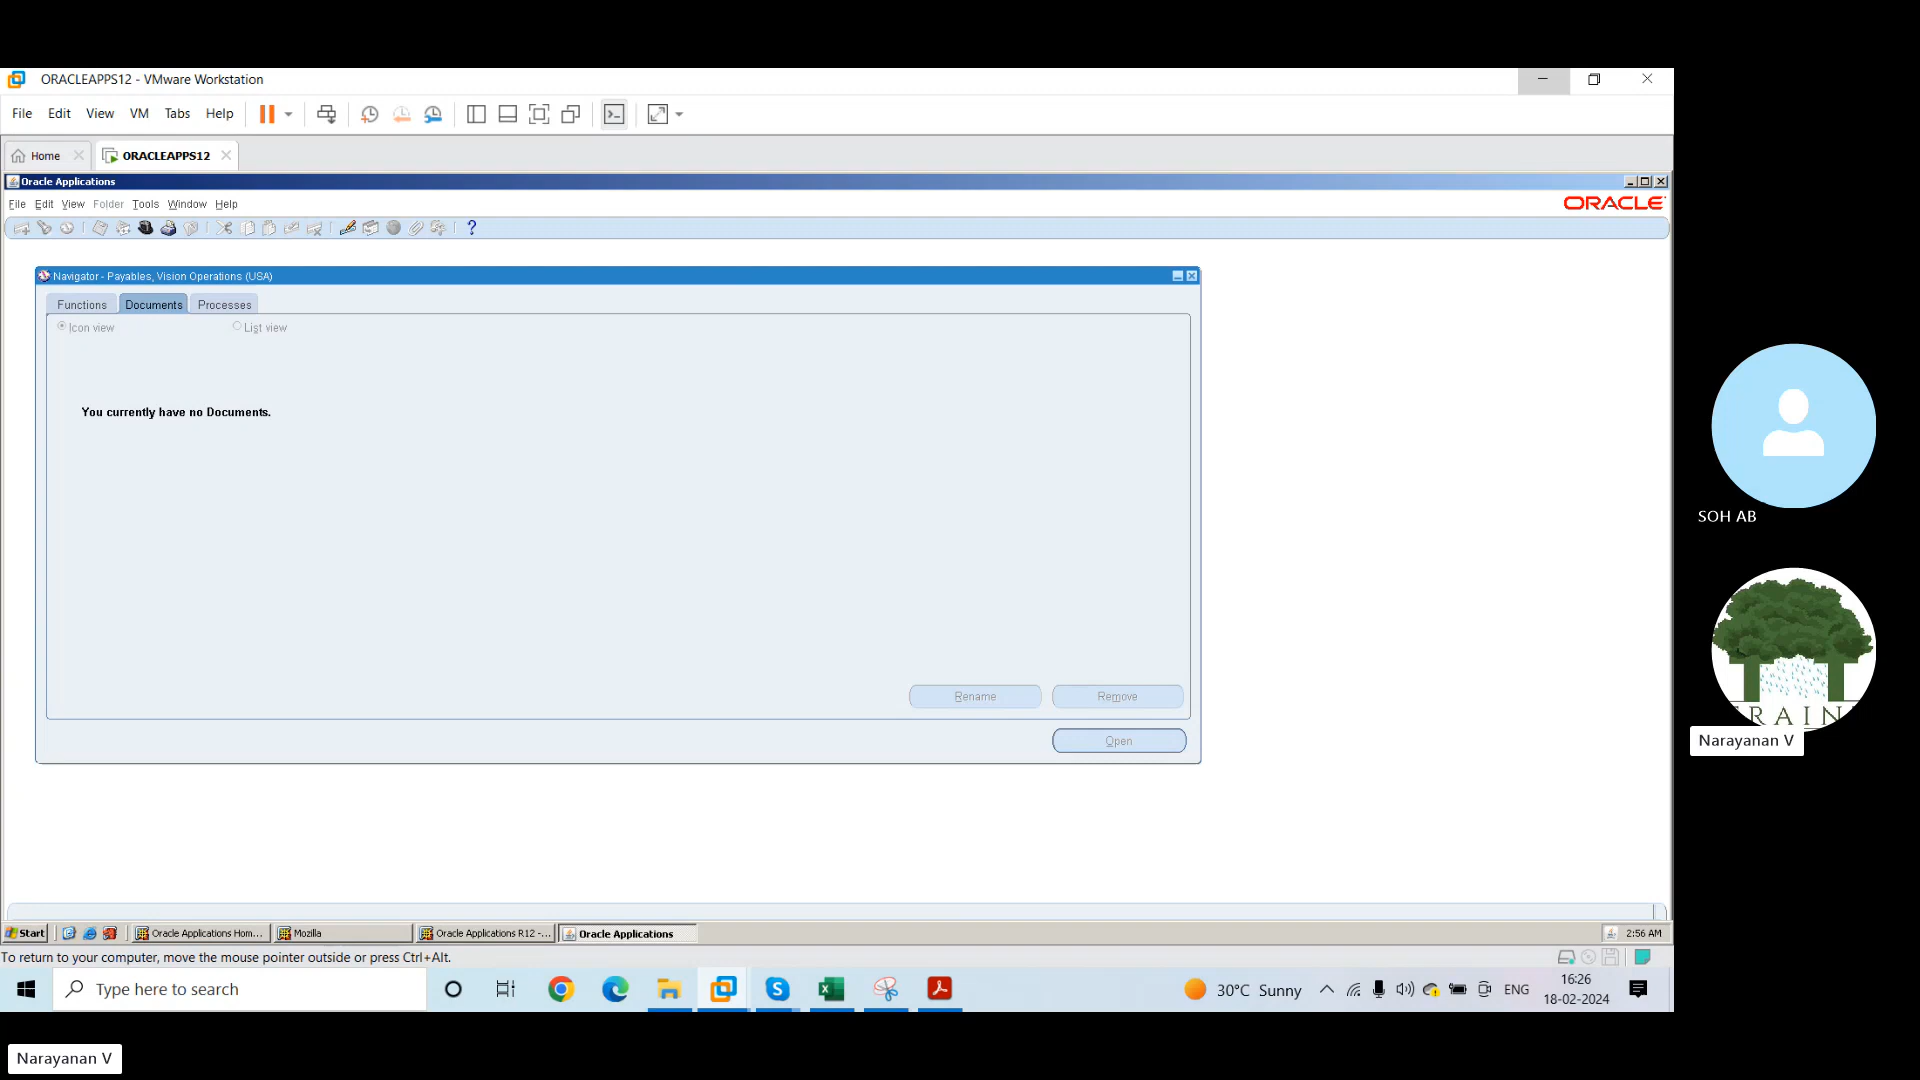 ORACLEAPPS12 - VMware Workstation
File Edit View VM Tabs Help
Home ORACLEAPPS12
Oracle Applications
File Edit View Folder Tools Window Help
ORACLE
Navigator - Payables, Vision Operations (USA)
Functions Documents Processes
Icon view List view
You currently have no Documents.
Rename Remove
Open
SOH AB
TRAIN
Narayanan V
Start Oracle Applications Hom... Mozilla Oracle Applications R12 -... Oracle Applications 2:56 AM
To return to your computer, move the mouse pointer outside or press Ctrl+Alt.
Type here to search
30°C Sunny
ENG
16:26
18-02-2024
Narayanan V